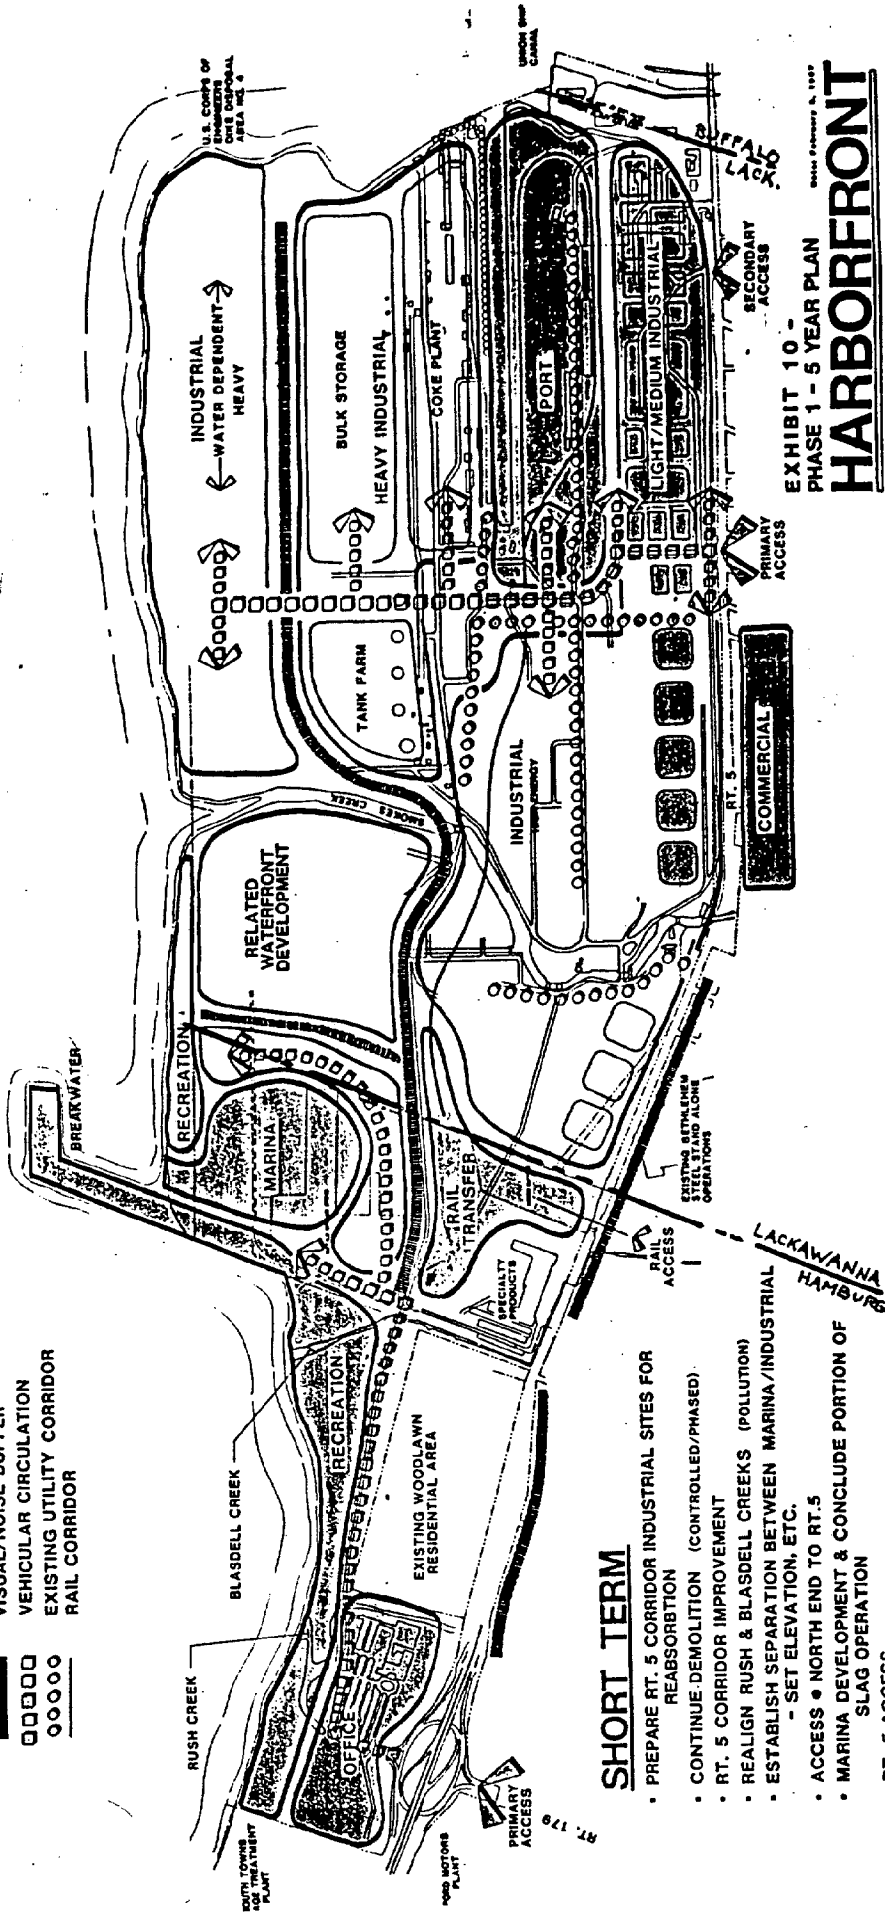 VEHICULAR CIRCULATION
EXISTING UTILITY CORRIDOR
RAIL CORRIDOR
U.S. CORPS OF
ENGINEERS
DIKE DISPOSAL
AREA NO. 4
UNION SHIP
CANAL
BREAKWATER
BLASDELL CREEK
RUSH CREEK
INDUSTRIAL
WATER DEPENDENT
HEAVY
BULK STORAGE
HEAVY INDUSTRIAL
COKE PLANT
TANK FARM
SMOKES CREEK
RELATED
WATERFRONT
DEVELOPMENT
RECREATION
MARINA
RECREATION
PORT
LIGHT/MEDIUM INDUSTRIAL
INDUSTRIAL
RAIL
TRANSFER
SPECIALTY
PRODUCTS
EXISTING WOODLAWN
RESIDENTIAL AREA
OFFICE
TREATMENT
PLANT
FORD MOTORS
PLANT
PRIMARY
ACCESS
RT. 179
RAIL
ACCESS
EXISTING BETHLEHEM
STEEL STAND ALONE
OPERATIONS
LACKAWANNA
HAMBURG
RT. 5
COMMERCIAL
PRIMARY
ACCESS
SECONDARY
ACCESS
BUFFALO
LACK.
SHORT TERM
• PREPARE RT. 5 CORRIDOR INDUSTRIAL SITES FOR
REABSORBTION
• CONTINUE DEMOLITION (CONTROLLED/PHASED)
• RT. 5 CORRIDOR IMPROVEMENT
• REALIGN RUSH & BLASDELL CREEKS (POLLUTION)
• ESTABLISH SEPARATION BETWEEN MARINA/INDUSTRIAL
- SET ELEVATION, ETC.
• ACCESS @ NORTH END TO RT.5
• MARINA DEVELOPMENT & CONCLUDE PORTION OF
SLAG OPERATION
EXHIBIT 10 -
PHASE 1 - 5 YEAR PLAN
HARBORFRONT